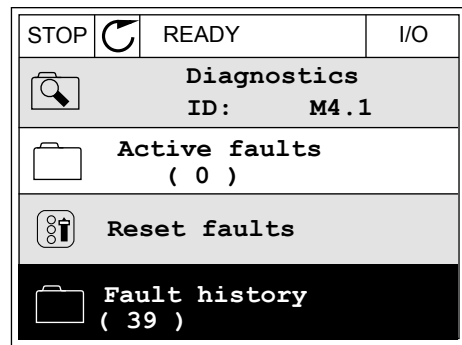 STOP READY I/O
Diagnostics
ID: M4.1
Active faults
( 0 )
Reset faults
Fault history
( 39 )